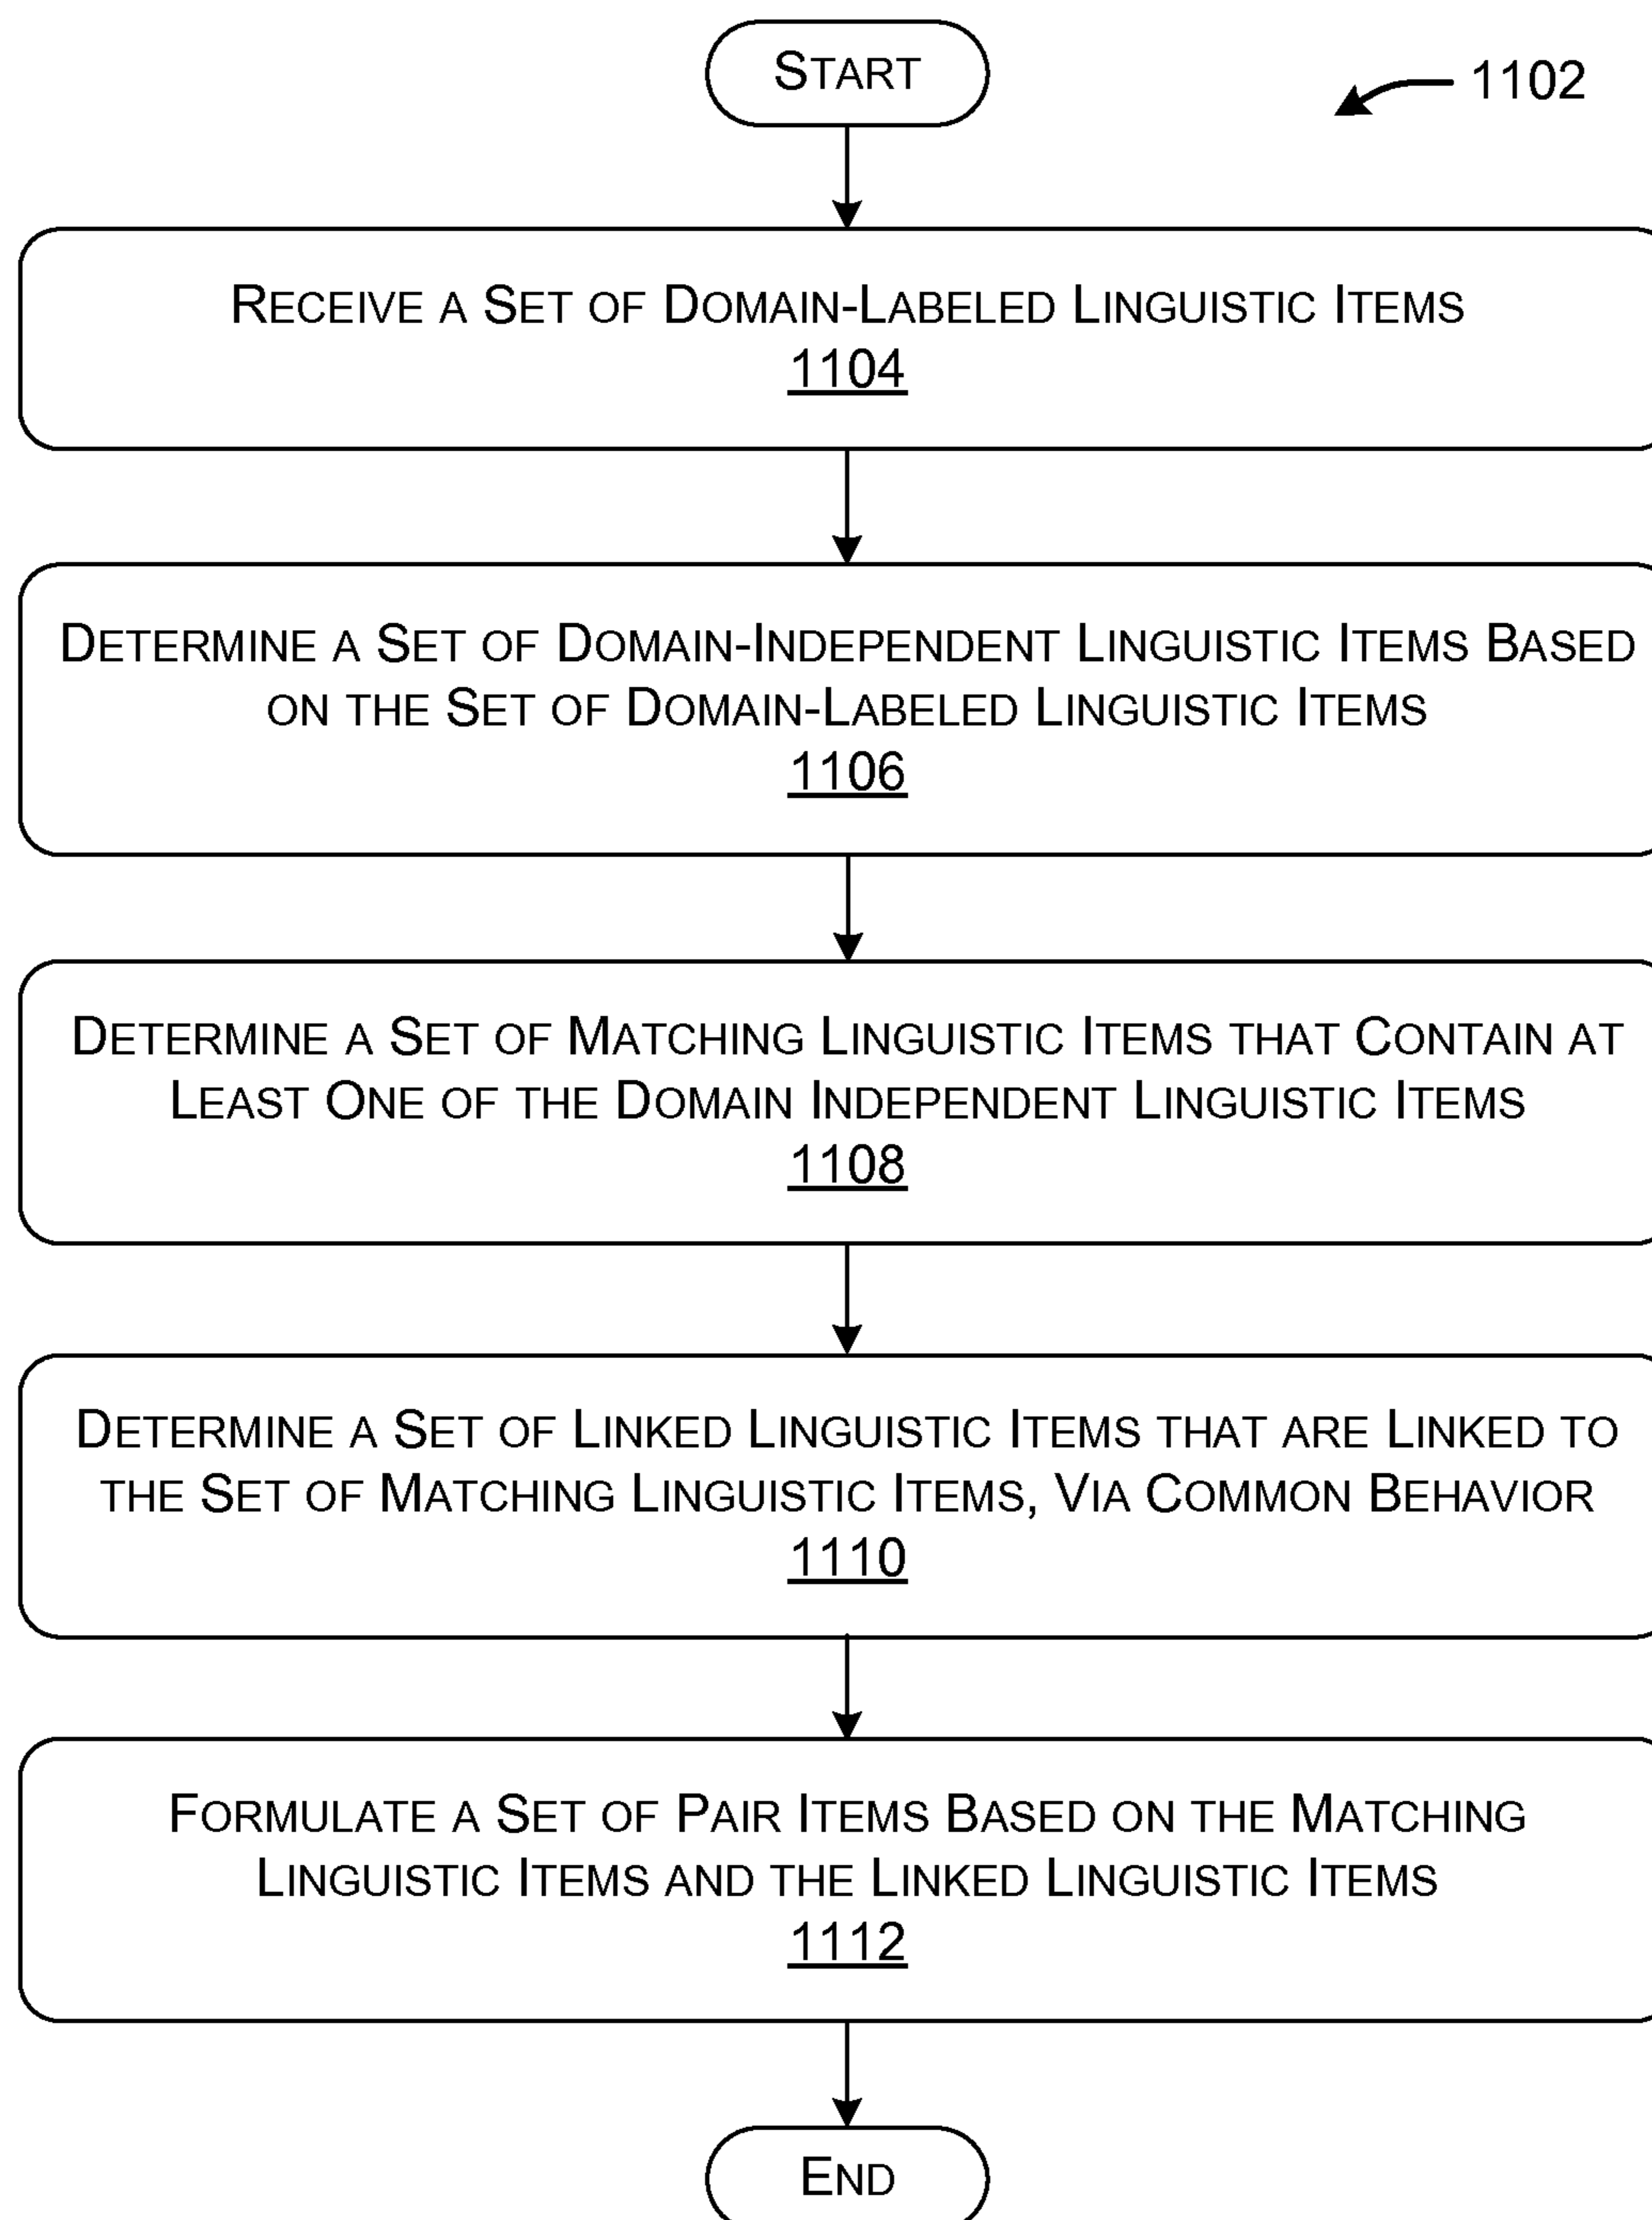 START
1102
RECEIVE A SET OF DOMAIN-LABELED LINGUISTIC ITEMS
1104
DETERMINE A SET OF DOMAIN-INDEPENDENT LINGUISTIC ITEMS BASED
ON THE SET OF DOMAIN-LABELED LINGUISTIC ITEMS
1106
DETERMINE A SET OF MATCHING LINGUISTIC ITEMS THAT CONTAIN AT
LEAST ONE OF THE DOMAIN INDEPENDENT LINGUISTIC ITEMS
1108
DETERMINE A SET OF LINKED LINGUISTIC ITEMS THAT ARE LINKED TO
THE SET OF MATCHING LINGUISTIC ITEMS, VIA COMMON BEHAVIOR
1110
FORMULATE A SET OF PAIR ITEMS BASED ON THE MATCHING
LINGUISTIC ITEMS AND THE LINKED LINGUISTIC ITEMS
1112
END